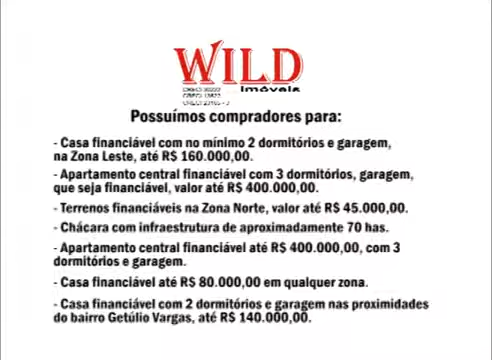 WILD
Imóveis
Possuímos compradores para:
- Casa financiável com no mínimo 2 dormitórios e garagem,
na Zona Leste, até R$ 160.000,00.
- Apartamento central financiável com 3 dormitórios, garagem,
que seja financiável, valor até R$ 400.000,00.
- Terrenos financiáveis na Zona Norte, valor até R$ 45.000,00.
- Chácara com infraestrutura de aproximadamente 70 has.
- Apartamento central financiável até R$ 400.000,00, com 3
dormitórios e garagem.
- Casa financiável até R$ 80.000,00 em qualquer zona.
- Casa financiável com 2 dormitórios e garagem nas proximidades
do bairro Getúlio Vargas, até R$ 140.000,00.